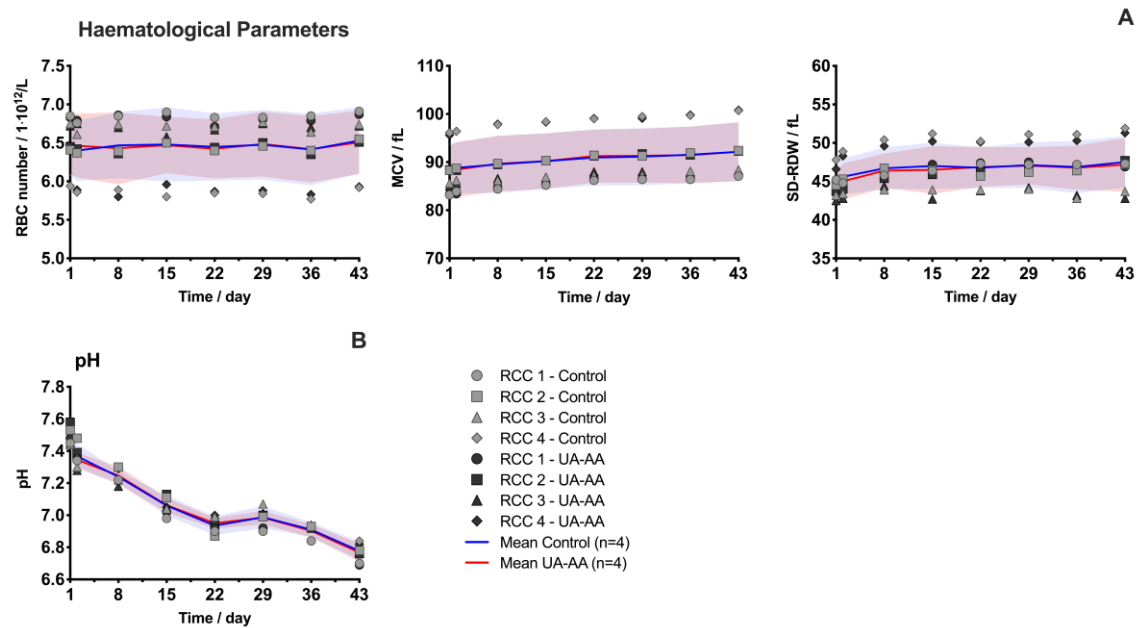 A
Haematological Parameters
RBC number / 1·10¹²/L
7.5
7.0
6.5
6.0
5.5
5.0
1 8 15 22 29 36 43
Time / day
MCV / fL
110
100
90
80
70
1 8 15 22 29 36 43
Time / day
SD-RDW / fL
60
55
50
45
40
35
1 8 15 22 29 36 43
Time / day
B
pH
pH
7.8
7.6
7.4
7.2
7.0
6.8
6.6
1 8 15 22 29 36 43
Time / day
RCC 1 - Control
RCC 2 - Control
RCC 3 - Control
RCC 4 - Control
RCC 1 - UA-AA
RCC 2 - UA-AA
RCC 3 - UA-AA
RCC 4 - UA-AA
Mean Control (n=4)
Mean UA-AA (n=4)